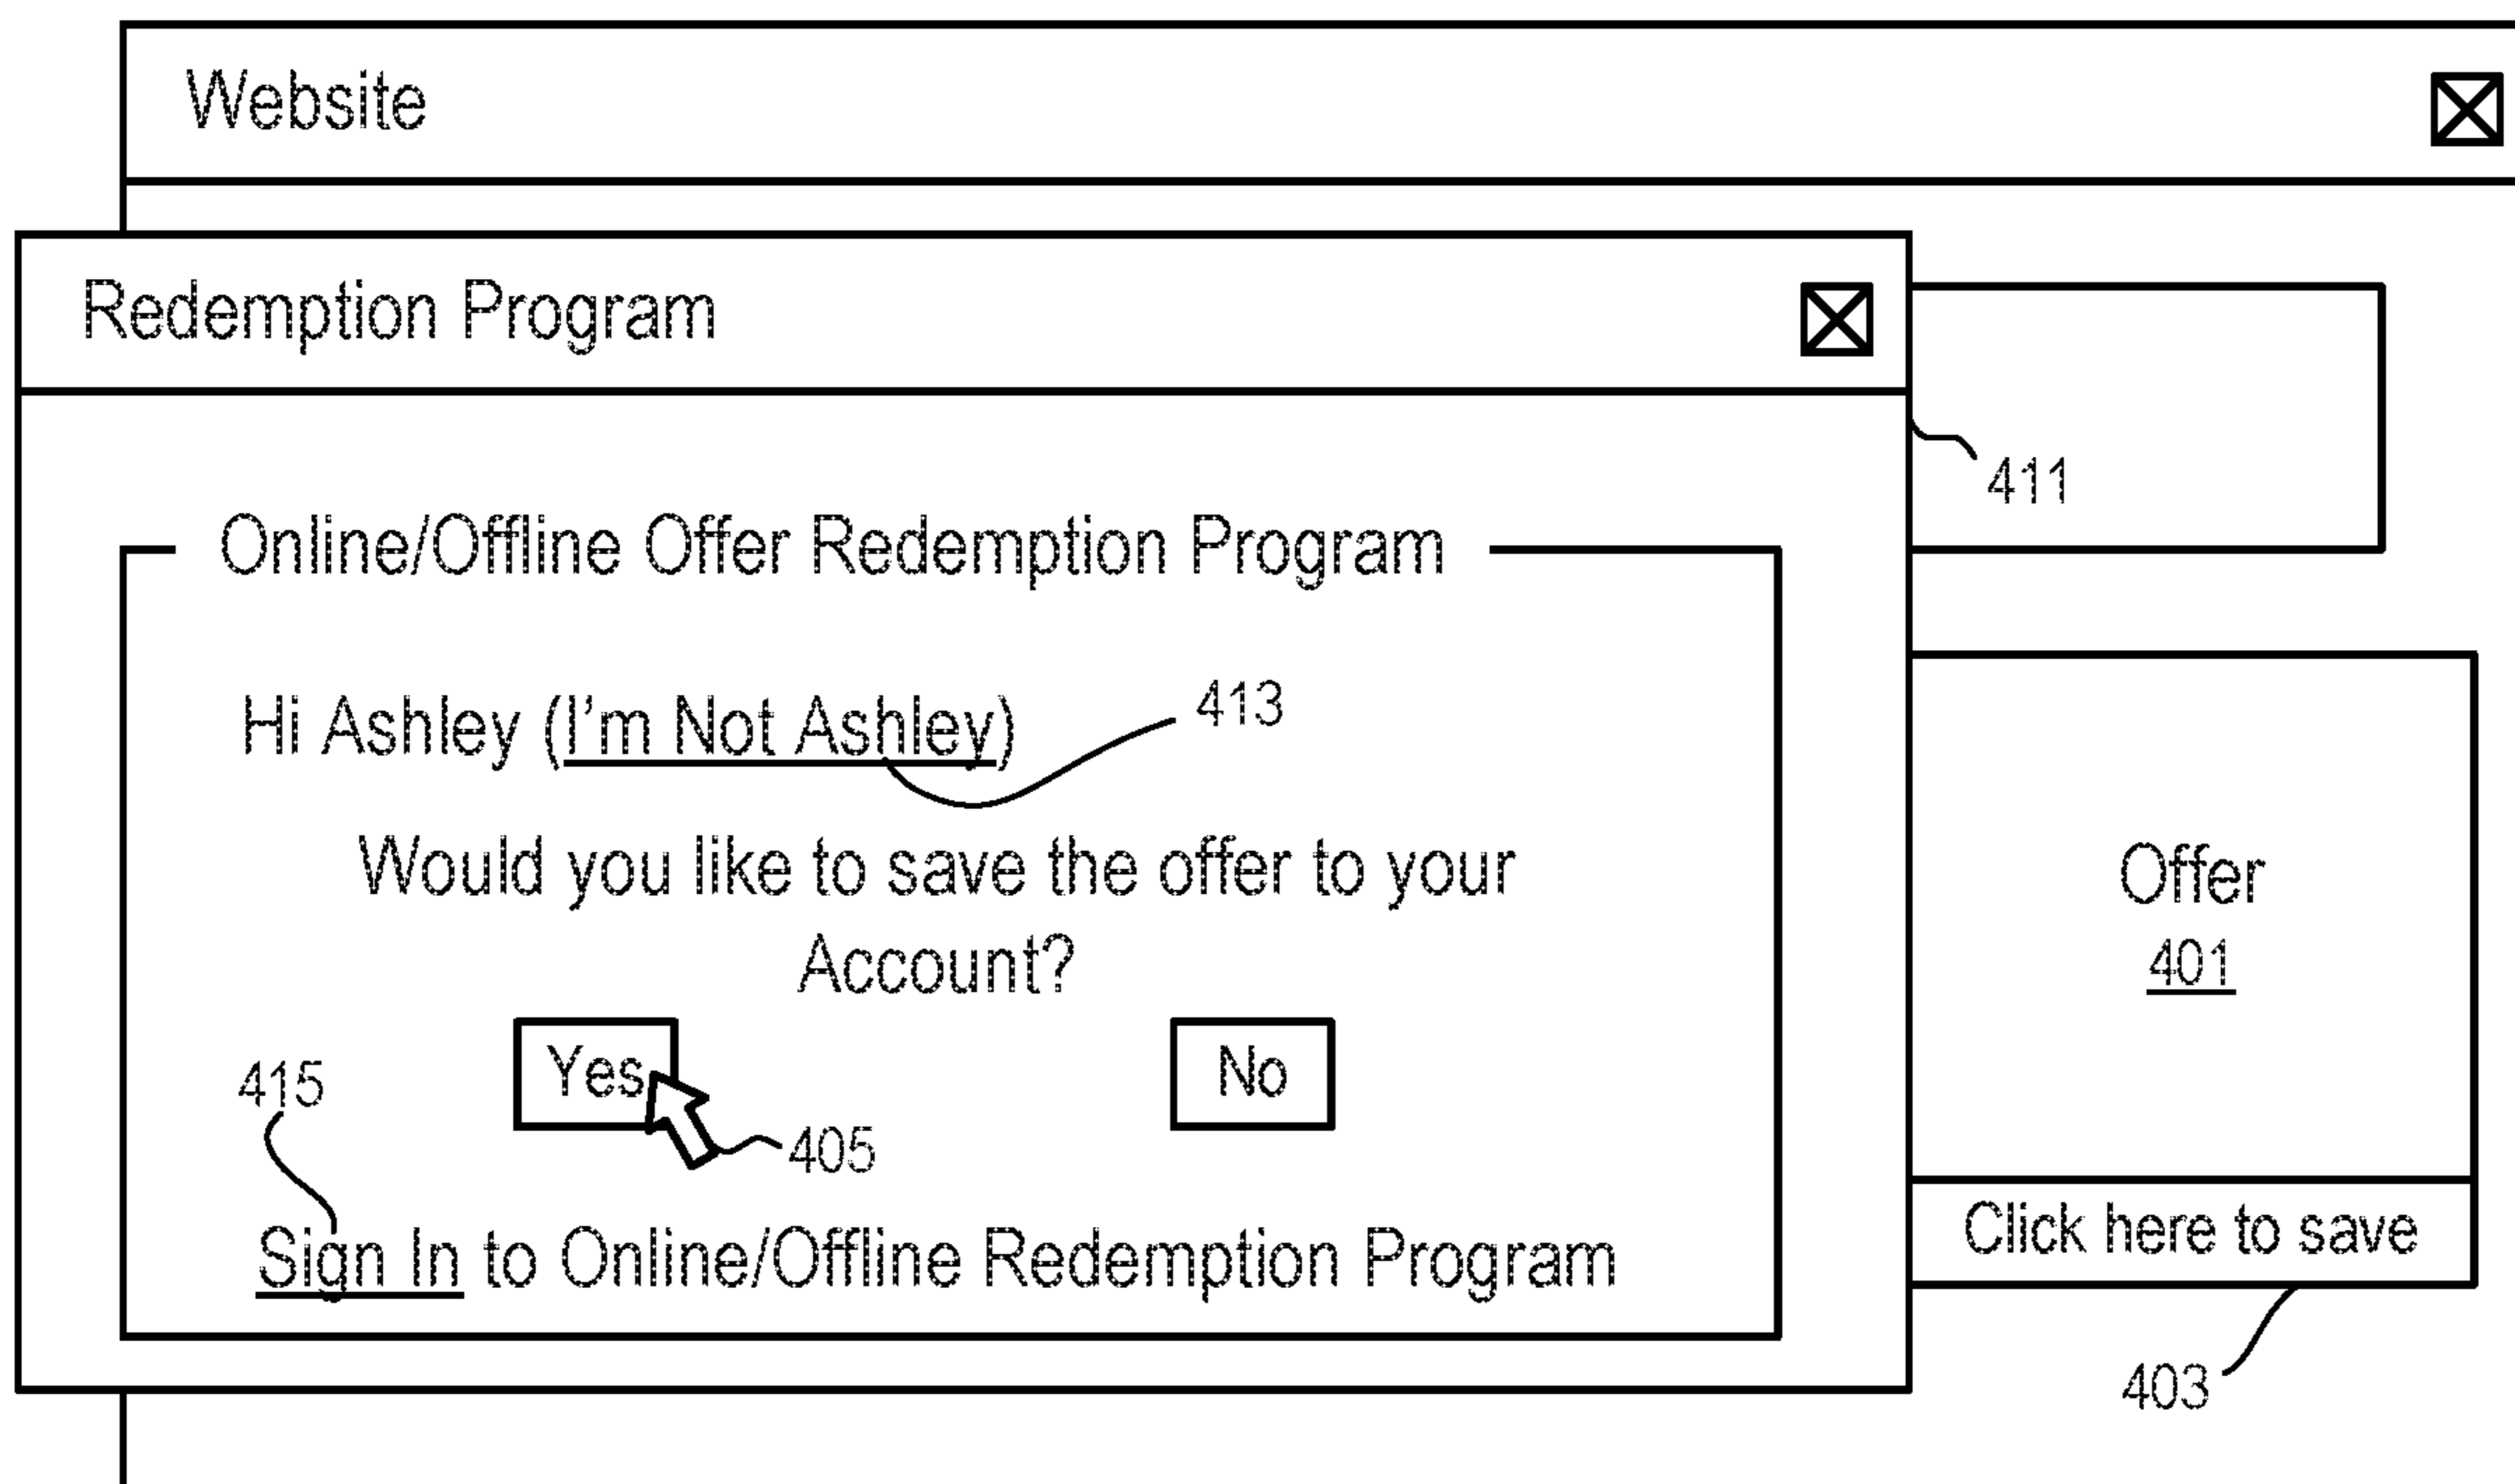 Website
Redemption Program
411
Online/Offline Offer Redemption Program
Hi Ashley (I'm Not Ashley)
413
Would you like to save the offer to your
Account?
Yes
No
415
405
Sign In to Online/Offline Redemption Program
Offer
401
Click here to save
403